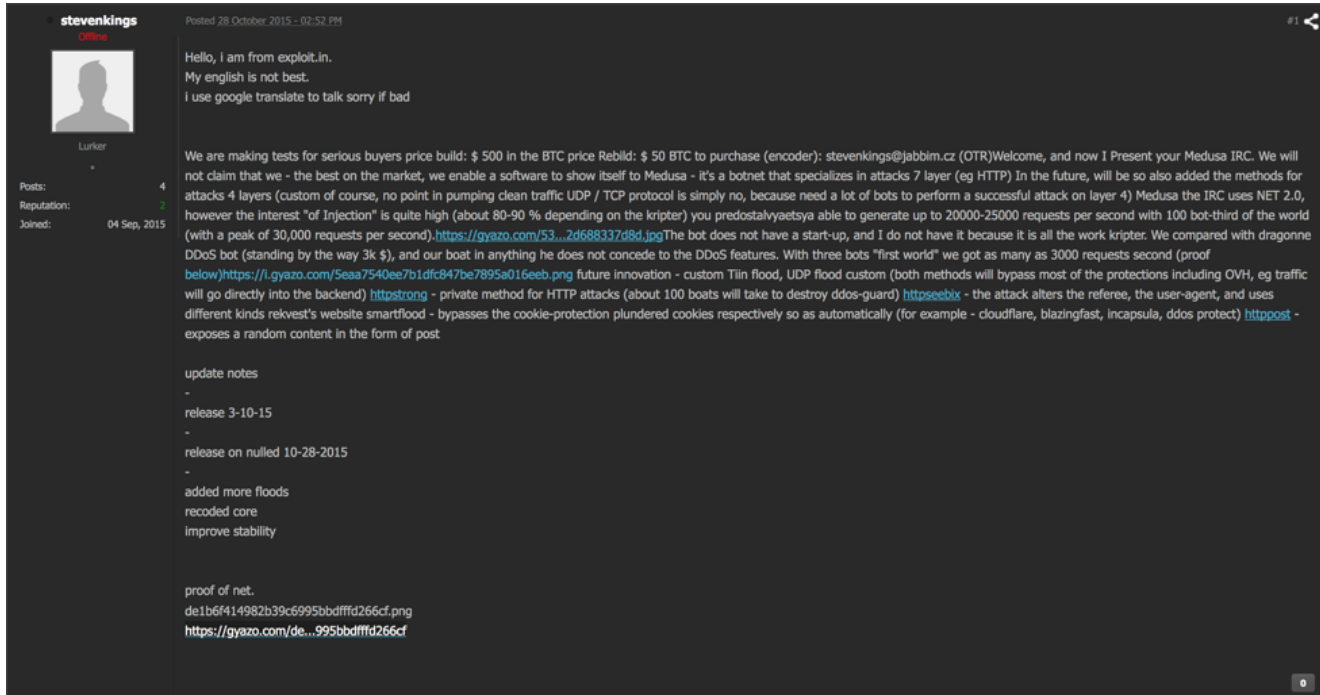 stevenkings
Offline
Lurker
Posts: 4
Reputation: 2
Joined: 04 Sep, 2015
Posted 28 October 2015 - 02:52 PM
#1
Hello, i am from exploit.in.
My english is not best.
i use google translate to talk sorry if bad
We are making tests for serious buyers price build: $ 500 in the BTC price Rebild: $ 50 BTC to purchase (encoder): stevenkings@jabbim.cz (OTR)Welcome, and now I Present your Medusa IRC. We will
not claim that we - the best on the market, we enable a software to show itself to Medusa - it's a botnet that specializes in attacks 7 layer (eg HTTP) In the future, will be so also added the methods for
attacks 4 layers (custom of course, no point in pumping clean traffic UDP / TCP protocol is simply no, because need a lot of bots to perform a successful attack on layer 4) Medusa the IRC uses NET 2.0,
however the interest "of Injection" is quite high (about 80-90 % depending on the kripter) you predostalvyaetsya able to generate up to 20000-25000 requests per second with 100 bot-third of the world
(with a peak of 30,000 requests per second).https://gyazo.com/53...2d688337d8d.jpgThe bot does not have a start-up, and I do not have it because it is all the work kripter. We compared with dragonne
DDoS bot (standing by the way 3k $), and our boat in anything he does not concede to the DDoS features. With three bots "first world" we got as many as 3000 requests second (proof
below)https://i.gyazo.com/5eaa7540ee7b1dfc847be7895a016eeb.png future innovation - custom Tiin flood, UDP flood custom (both methods will bypass most of the protections including OVH, eg traffic
will go directly into the backend) httpstrong - private method for HTTP attacks (about 100 boats will take to destroy ddos-guard) httpseebix - the attack alters the referee, the user-agent, and uses
different kinds rekvest's website smartflood - bypasses the cookie-protection plundered cookies respectively so as automatically (for example - cloudflare, blazingfast, incapsula, ddos protect) httppost -
exposes a random content in the form of post
update notes
-
release 3-10-15
-
release on nulled 10-28-2015
-
added more floods
recoded core
improve stability
proof of net.
de1b6f414982b39c6995bbdfffd266cf.png
https://gyazo.com/de...995bbdfffd266cf
0